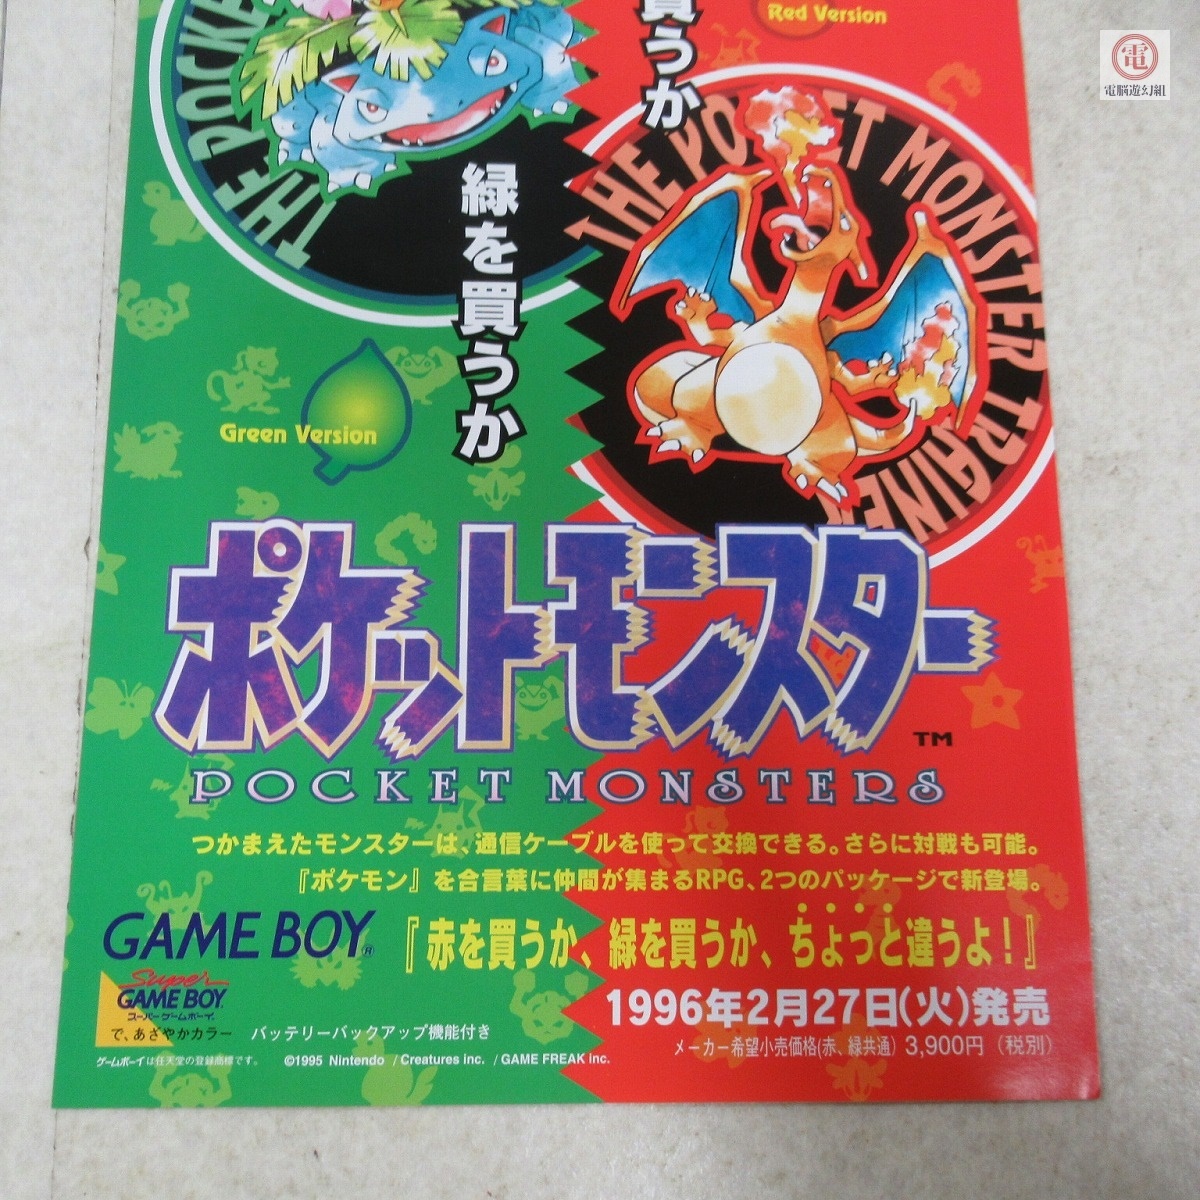 電
電脳遊幻組
Red Version
買うか
THE POCKE
THE POCKET MONSTER TRAINER
緑を買うか
Green Version
ポケットモンスター
TM
POCKET MONSTERS
つかまえたモンスターは、通信ケーブルを使って交換できる。さらに対戦も可能。
『ポケモン』を合言葉に仲間が集まるRPG、2つのパッケージで新登場。
GAME BOY®
『赤を買うか、緑を買うか、ちょっと違うよ!』
Super
GAME BOY
スーパーゲームボーイ
で、あざやかカラー
バッテリーバックアップ機能付き
1996年2月27日(火)発売
メーカー希望小売価格(赤、緑共通) 3,900円(税別)
ゲームボーイは任天堂の登録商標です。 ©1995 Nintendo / Creatures inc. / GAME FREAK inc.